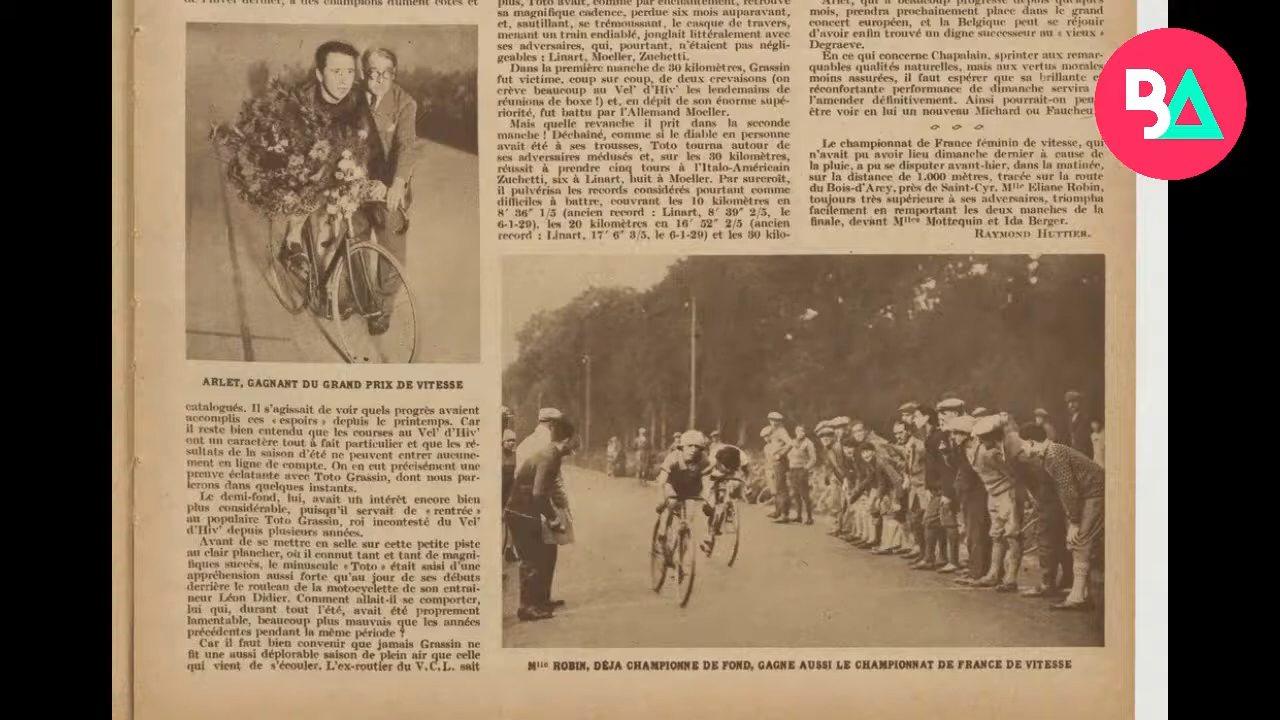 ARLET, GAGNANT DU GRAND PRIX DE VITESSE
catalogués. Il s'agissait de voir quels progrès avaient
accomplis ces « espoirs » depuis le printemps. Car
il reste bien entendu que les courses au Vel' d'Hiv'
ont un caractère tout à fait particulier et que les ré-
sultats de la saison d'été ne peuvent entrer aucune-
ment en ligne de compte. On en eut précisément une
preuve éclatante avec Toto Grassin, dont nous par-
lerons dans quelques instants.
Le demi-fond, lui, avait un intérêt encore bien
plus considérable, puisqu'il servait de « rentrée »
au populaire Toto Grassin, roi incontesté du Vel'
d'Hiv' depuis plusieurs années.
Avant de se mettre en selle sur cette petite piste
au clair plancher, où il connut tant et tant de magni-
fiques succès, le minuscule « Toto » était saisi d'une
appréhension aussi forte qu'au jour de ses débuts
derrière le rouleau de la motocyclette de son entraî-
neur Léon Didier. Comment allait-il se comporter,
lui qui, durant tout l'été, avait été proprement
lamentable, beaucoup plus mauvais que les années
précédentes pendant la même période ?
Car il faut bien convenir que jamais Grassin ne
fit une aussi déplorable saison de plein air que celle
qui vient de s'écouler. L'ex-routier du V.C.L. sait
plus, Toto avait, comme par enchantement, retrouvé
sa magnifique cadence, perdue six mois auparavant,
et, sautillant, se trémoussant, le casque de travers,
menant un train endiablé, jonglait littéralement avec
ses adversaires, qui, pourtant, n'étaient pas négli-
geables : Linart, Moeller, Zuchetti.
Dans la première manche de 30 kilomètres, Grassin
fut victime, coup sur coup, de deux crevaisons (on
crève beaucoup au Vel' d'Hiv' les lendemains de
réunions de boxe !) et, en dépit de son énorme supé-
riorité, fut battu par l'Allemand Moeller.
Mais quelle revanche il prit dans la seconde
manche ! Déchaîné, comme si le diable en personne
avait été à ses trousses, Toto tourna autour de
ses adversaires médusés et, sur les 30 kilomètres,
réussit à prendre cinq tours à l'Italo-Américain
Zuchetti, six à Linart, huit à Moeller. Par surcroît,
il pulvérisa les records considérés pourtant comme
difficiles à battre, couvrant les 10 kilomètres en
8' 36" 1/5 (ancien record : Linart, 8' 39" 2/5, le
6-1-29), les 20 kilomètres en 16' 52" 2/5 (ancien
record : Linart, 17' 6" 3/5, le 6-1-29) et les 30 kilo-
mois, prendra prochainement place dans le grand
concert européen, et la Belgique peut se réjouir
d'avoir enfin trouvé un digne successeur au « vieux »
Degraeve.
En ce qui concerne Chapalain, sprinter aux remar-
quables qualités naturelles, mais aux vertus morales
moins assurées, il faut espérer que sa brillante
réconfortante performance de dimanche servira
l'amender définitivement. Ainsi pourrait-on
être voir en lui un nouveau Michard ou
Le championnat de France féminin de vitesse, qui
n'avait pu avoir lieu dimanche dernier à cause de
la pluie, a pu se disputer avant-hier, dans la matinée,
sur la distance de 1.000 mètres, tracée sur la route
du Bois-d'Arcy, près de Saint-Cyr. Mlle Eliane Robin,
toujours très supérieure à ses adversaires, triompha
facilement en remportant les deux manches de la
finale, devant Mlles Mottequin et Ida Berger.
RAYMOND HUTTIER.
Mlle ROBIN, DÉJA CHAMPIONNE DE FOND, GAGNE AUSSI LE CHAMPIONNAT DE FRANCE DE VITESSE
BA